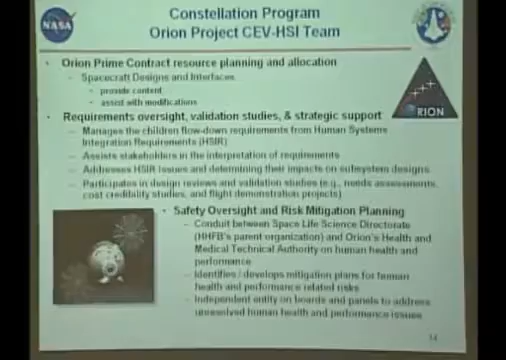 NASA
Constellation Program
Orion Project CEV-HSI Team
Orion Prime Contract resource planning and allocation
Spacecraft Designs and Interfaces
provide content
assist with modifications
ORION
Requirements oversight, validation studies, & strategic support
Manages the children flow-down requirements from Human Systems
Integration Requirements (HSIR)
Assists stakeholders in the interpretation of requirements
Addresses HSIR issues and determining their impacts on subsystem designs
Participates in design reviews and validation studies (e.g., needs assessments,
cost credibility studies, and flight demonstration projects)
Safety Oversight and Risk Mitigation Planning
Conduit between Space Life Science Directorate
(HHFB's parent organization) and Orion's Health and
Medical Technical Authority on human health and
performance
Identifies / develops mitigation plans for human
health and performance related risks
Independent entity on boards and panels to address
unresolved human health and performance issues
14